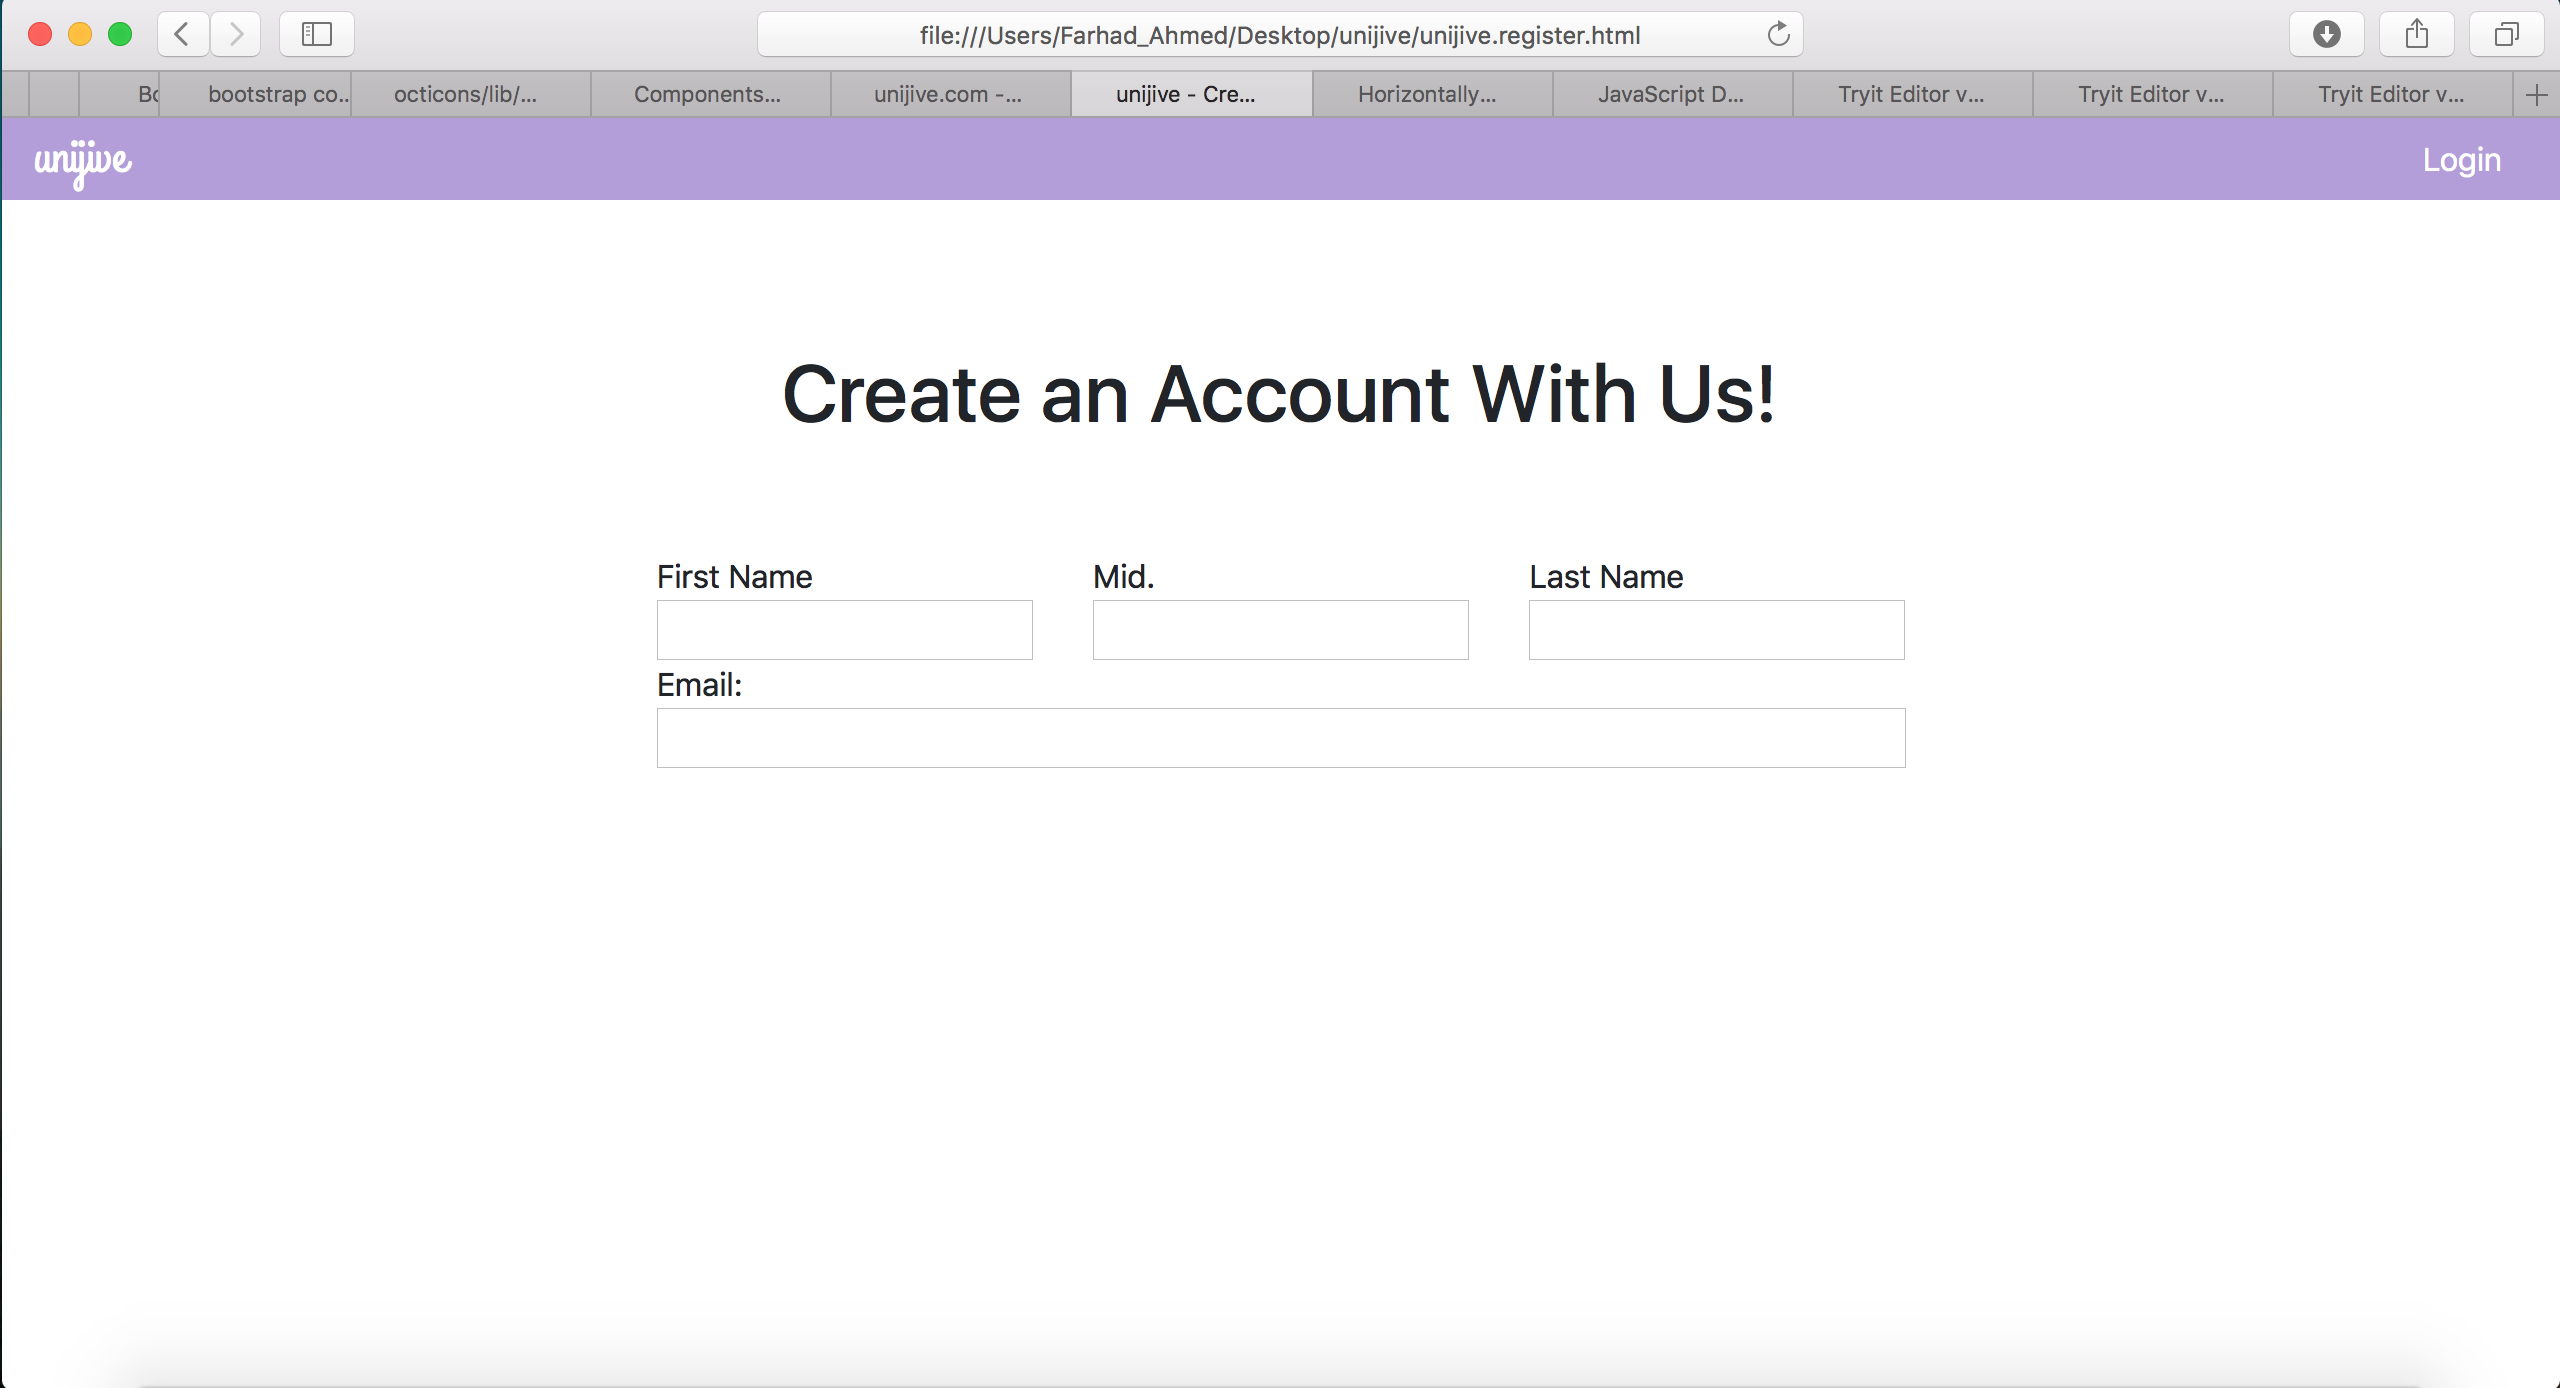 file:///Users/Farhad_Ahmed/Desktop/unijive/unijive.register.html
bootstrap co... octicons/lib/... Components... unijive.com -... unijive - Cre... Horizontally... JavaScript D... Tryit Editor v... Tryit Editor v... Tryit Editor v...
unijive Login
Create an Account With Us!
First Name Mid. Last Name
Email: